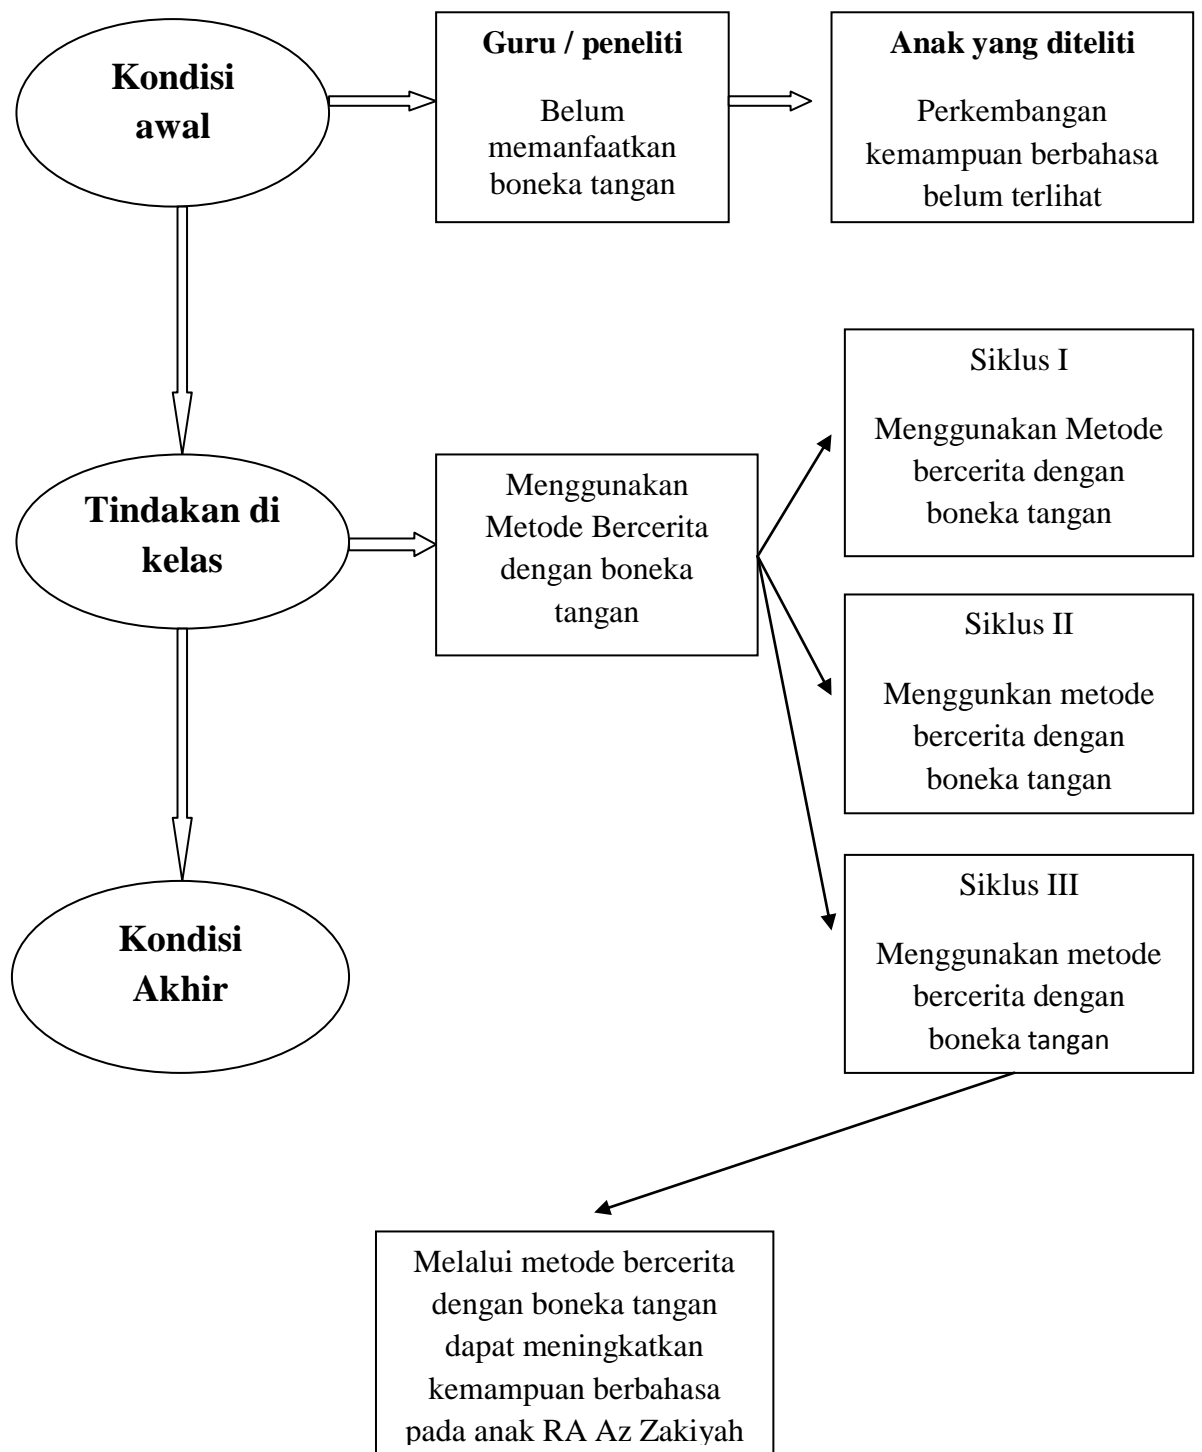 Kondisi
awal
Guru / peneliti
Belum
memanfaatkan
boneka tangan
Anak yang diteliti
Perkembangan
kemampuan berbahasa
belum terlihat
Tindakan di
kelas
Menggunakan
Metode Bercerita
dengan boneka
tangan
Siklus I
Menggunakan Metode
bercerita dengan
boneka tangan
Siklus II
Menggunkan metode
bercerita dengan
boneka tangan
Siklus III
Menggunakan metode
bercerita dengan
boneka tangan
Kondisi
Akhir
Melalui metode bercerita
dengan boneka tangan
dapat meningkatkan
kemampuan berbahasa
pada anak RA Az Zakiyah